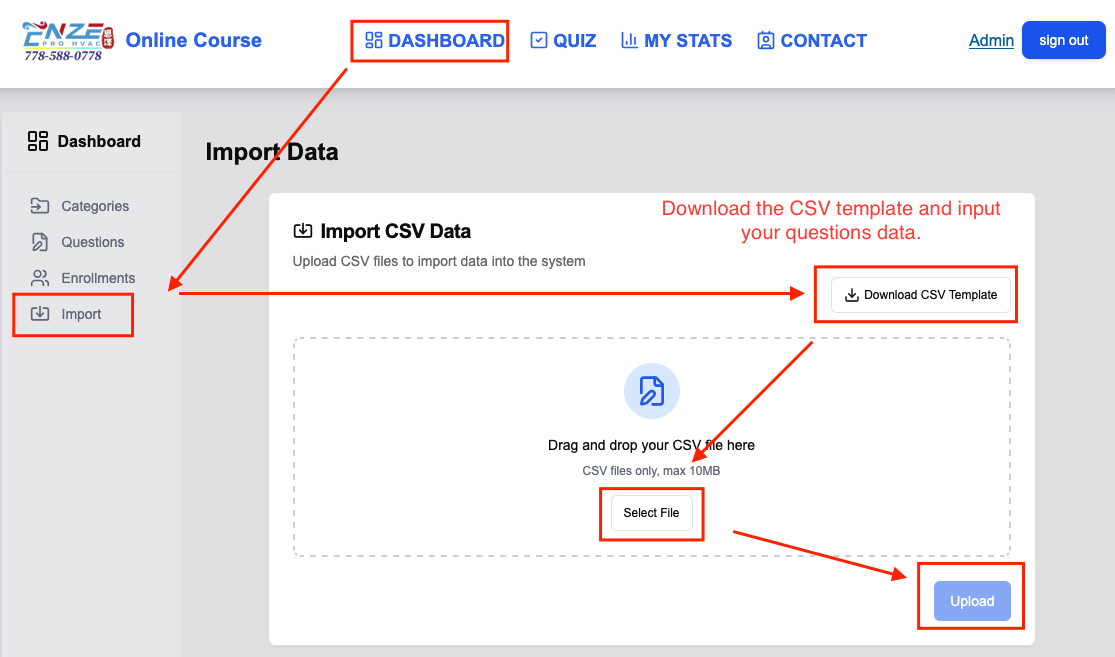 ENZE
PRO HVAC
778-588-0778
Online Course
DASHBOARD
QUIZ
MY STATS
CONTACT
Admin
sign out
Dashboard
Categories
Questions
Enrollments
Import
Import Data
Import CSV Data
Upload CSV files to import data into the system
Download the CSV template and input
your questions data.
Download CSV Template
Drag and drop your CSV file here
CSV files only, max 10MB
Select File
Upload